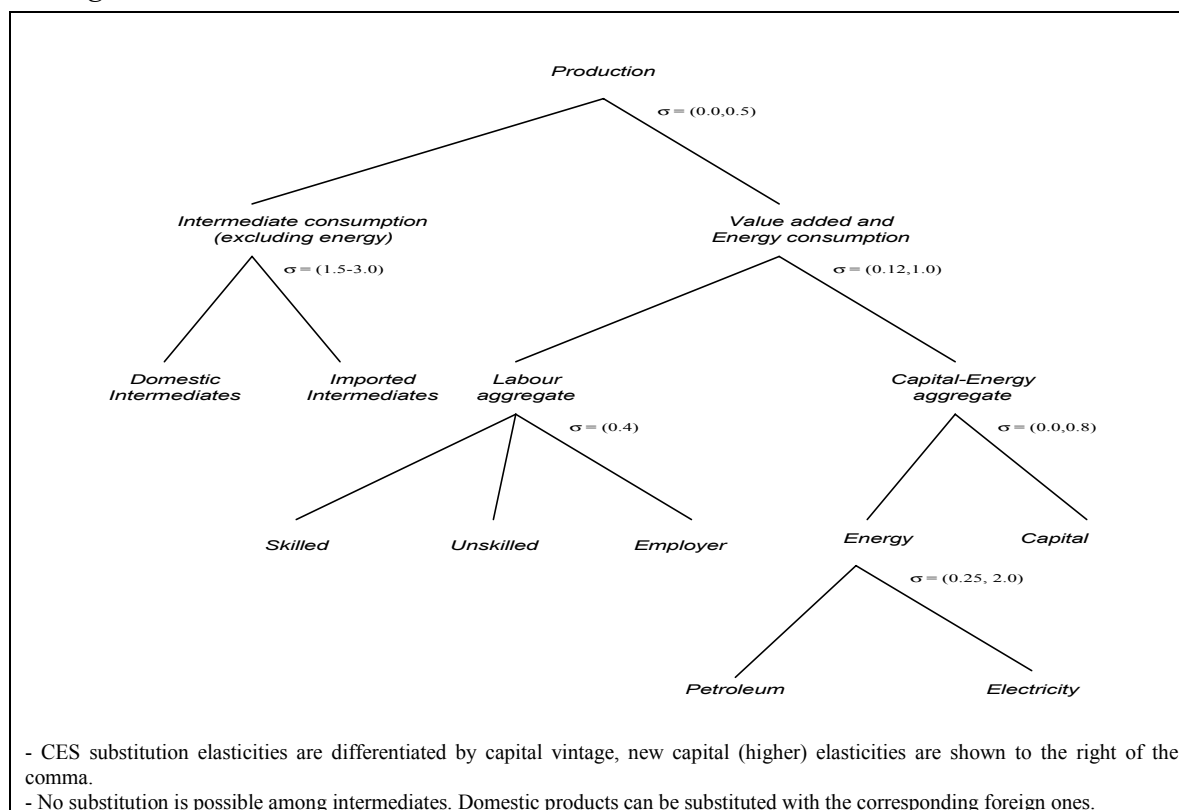 Production
σ = (0.0,0.5)
Intermediate consumption
(excluding energy)
Value added and
Energy consumption
σ = (1.5-3.0)
σ = (0.12,1.0)
Domestic
Intermediates
Imported
Intermediates
Labour
aggregate
Capital-Energy
aggregate
σ = (0.4)
σ = (0.0,0.8)
Skilled
Unskilled
Employer
Energy
Capital
σ = (0.25, 2.0)
Petroleum
Electricity
- CES substitution elasticities are differentiated by capital vintage, new capital (higher) elasticities are shown to the right of the
comma.
- No substitution is possible among intermediates. Domestic products can be substituted with the corresponding foreign ones.